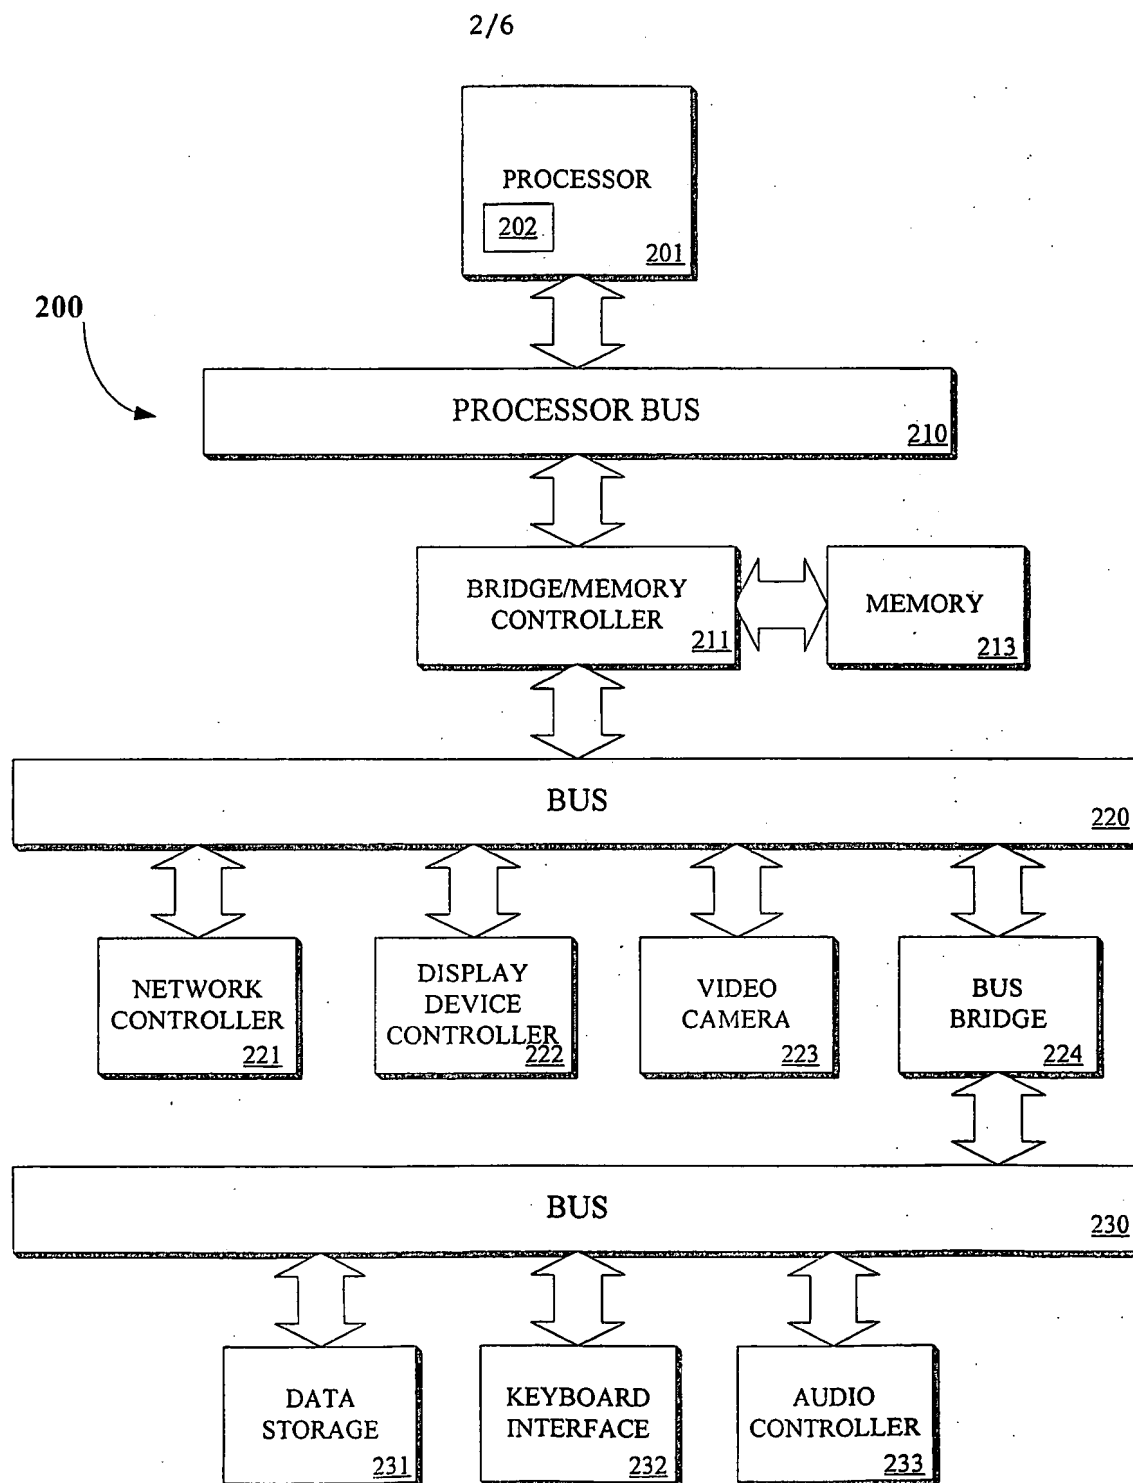 2/6
PROCESSOR
202
201
200
PROCESSOR BUS
210
BRIDGE/MEMORY
CONTROLLER
211
MEMORY
213
BUS
220
NETWORK
CONTROLLER
221
DISPLAY
DEVICE
CONTROLLER
222
VIDEO
CAMERA
223
BUS
BRIDGE
224
BUS
230
DATA
STORAGE
231
KEYBOARD
INTERFACE
232
AUDIO
CONTROLLER
233